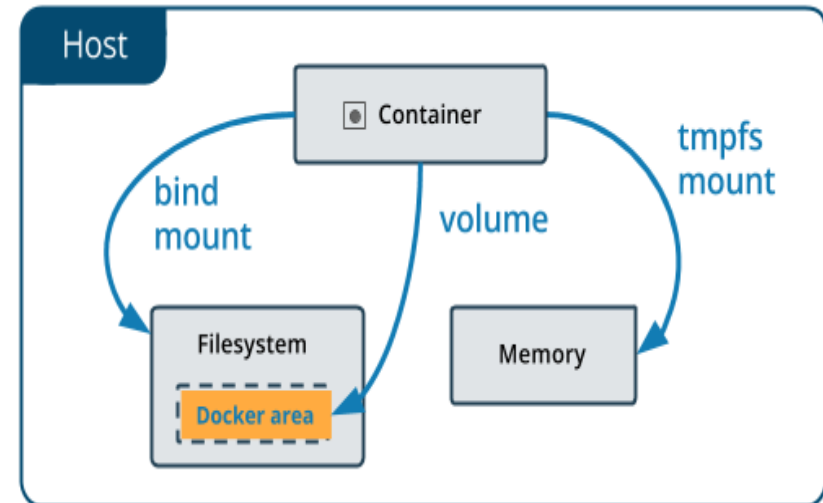 Host
Container
tmpfs
mount
bind
mount
volume
Filesystem
Memory
Docker area